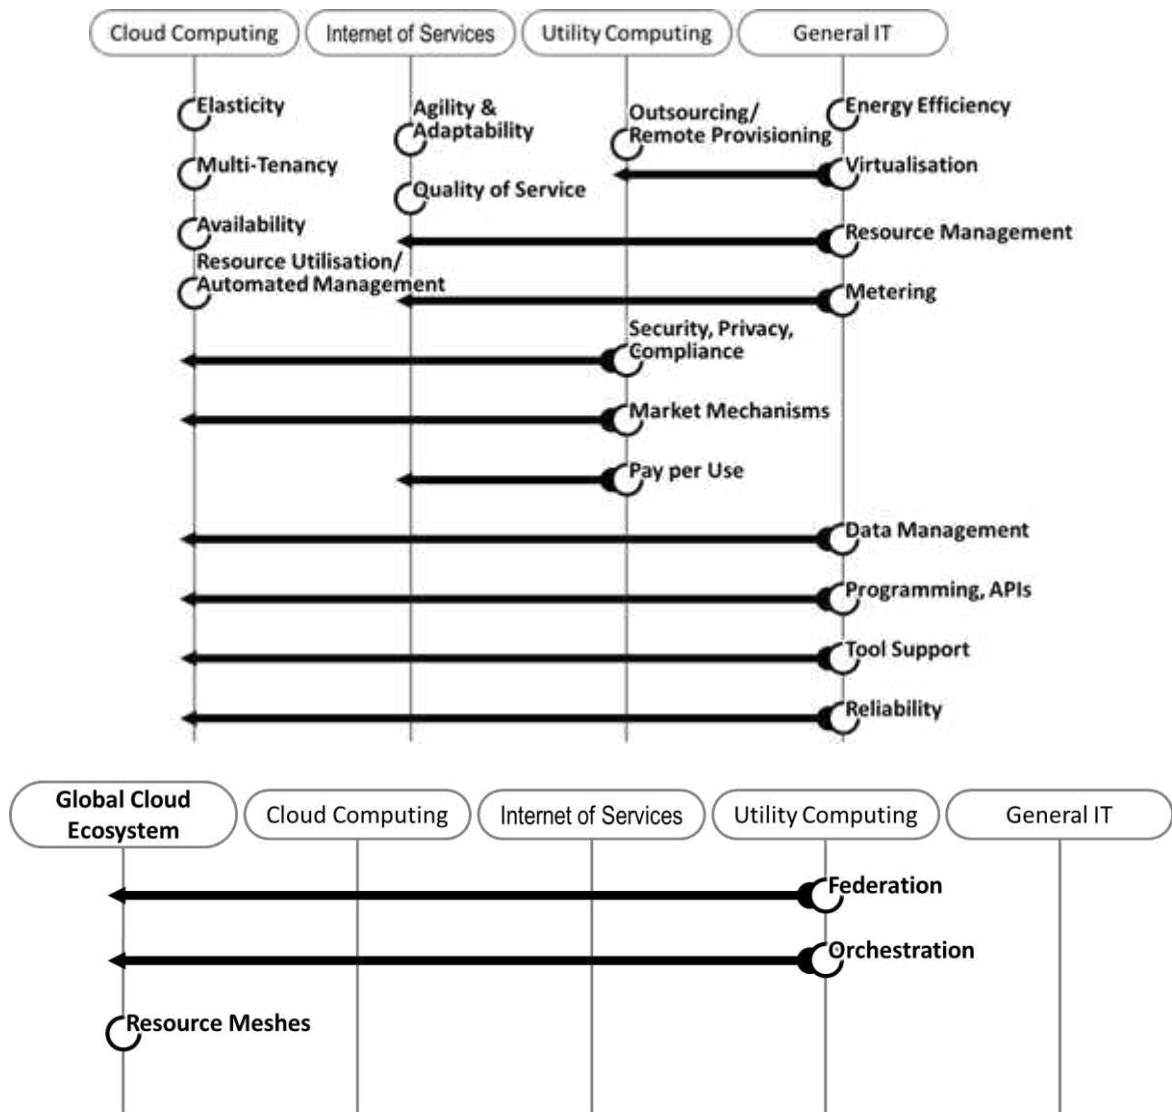 Cloud Computing
Internet of Services
Utility Computing
General IT
Elasticity
Agility &
Adaptability
Outsourcing/
Remote Provisioning
Energy Efficiency
Multi-Tenancy
Quality of Service
Virtualisation
Availability
Resource Management
Resource Utilisation/
Automated Management
Metering
Security, Privacy,
Compliance
Market Mechanisms
Pay per Use
Data Management
Programming, APIs
Tool Support
Reliability
Global Cloud
Ecosystem
Cloud Computing
Internet of Services
Utility Computing
General IT
Federation
Orchestration
Resource Meshes